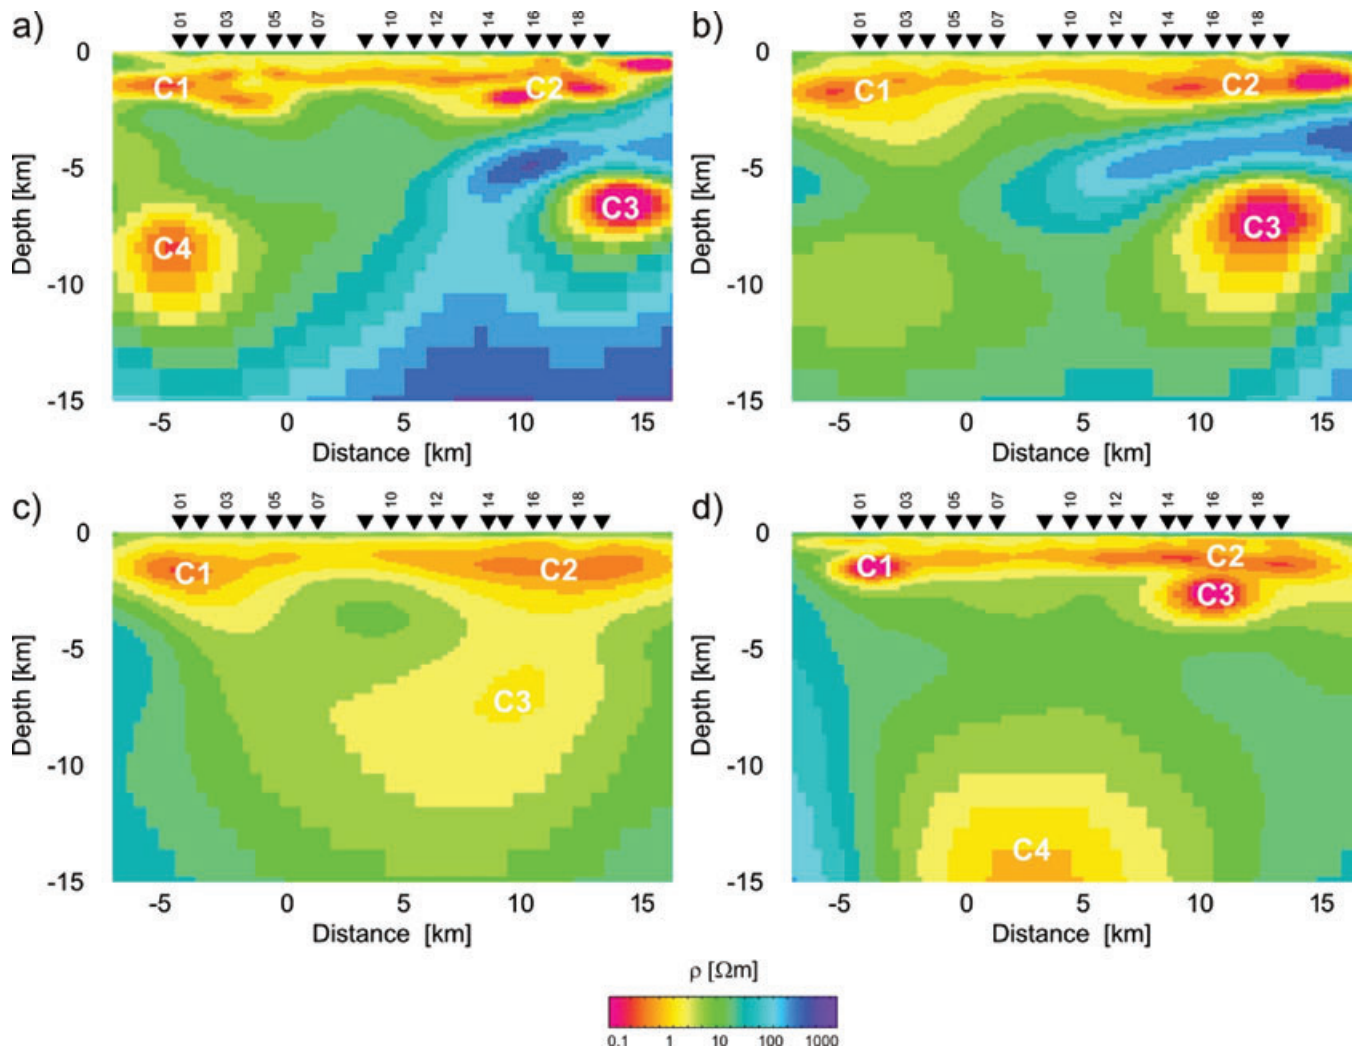 a)
01 03 05 07 10 12 14 16 18
0
-5
-10
-15
Depth [km]
C1
C2
C3
C4
-5 0 5 10 15
Distance [km]
b)
01 03 05 07 10 12 14 16 18
0
-5
-10
-15
Depth [km]
C1
C2
C3
-5 0 5 10 15
Distance [km]
c)
01 03 05 07 10 12 14 16 18
0
-5
-10
-15
Depth [km]
C1
C2
C3
-5 0 5 10 15
Distance [km]
d)
01 03 05 07 10 12 14 16 18
0
-5
-10
-15
Depth [km]
C1
C2
C3
C4
-5 0 5 10 15
Distance [km]
ρ [Ωm]
0.1 1 10 100 1000